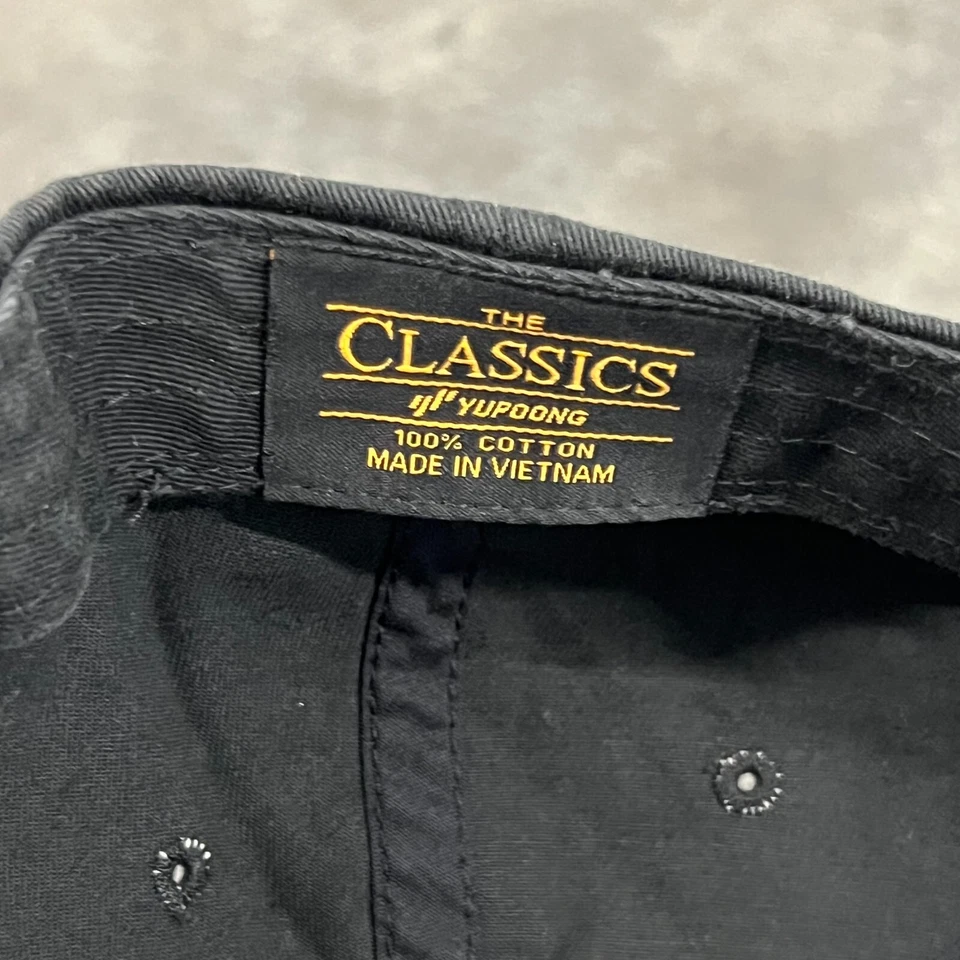 THE
CLASSICS
YUPOONG
100% COTTON
MADE IN VIETNAM